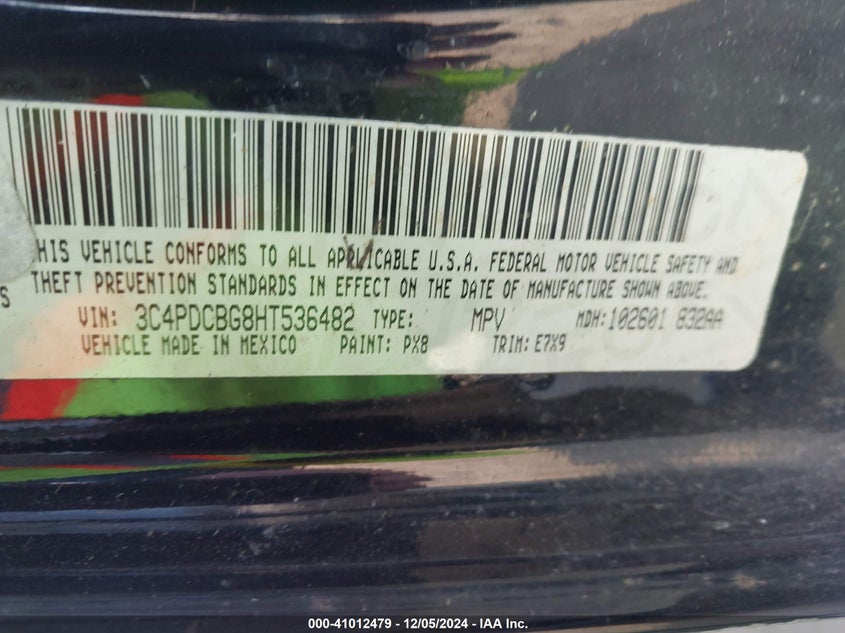 HIS VEHICLE CONFORMS TO ALL APPLICABLE U.S.A. FEDERAL MOTOR VEHICLE SAFETY AND
THEFT PREVENTION STANDARDS IN EFFECT ON THE DATE OF MANUFACTURE SHOWN ABOVE.
S
VIN: 3C4PDCBG8HT536482 TYPE: MPV MDH:102601 832AA
VEHICLE MADE IN MEXICO PAINT: PX8 TRIM: E7X9
000-41012479 • 12/05/2024 - IAA Inc.